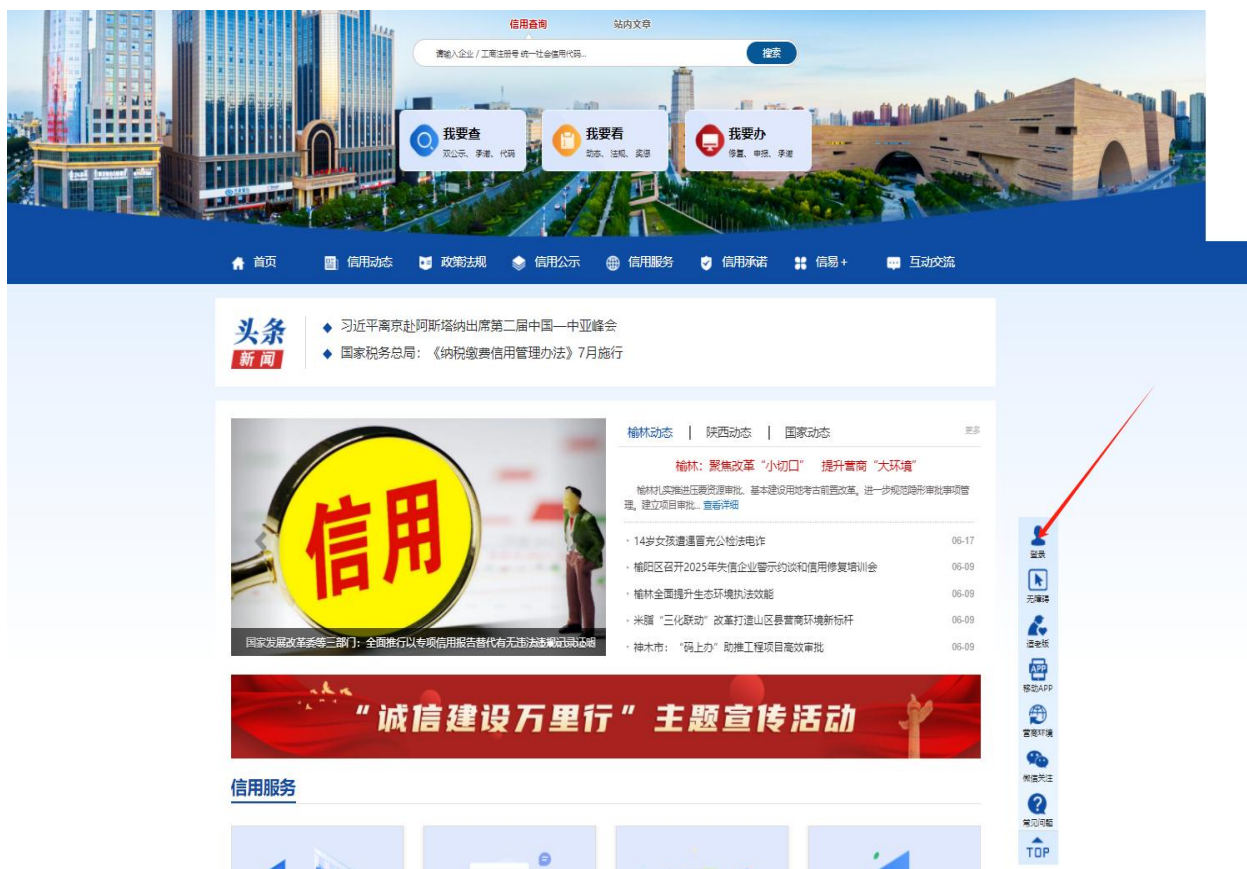 信用查询
站内文章
请输入企业 / 工商注册号 统一社会信用代码...
搜索
我要查
双公示、承诺、代码
我要看
动态、法规、奖惩
我要办
修复、申报、承诺
首页
信用动态
政策法规
信用公示
信用服务
信用承诺
信易+
互动交流
头条
新闻
◆ 习近平离京赴阿斯塔纳出席第二届中国—中亚峰会
◆ 国家税务总局：《纳税缴费信用管理办法》7月施行
信用
国家发展改革委等三部门：全面推行以专项信用报告替代有无违法违规记录证明
榆林动态 | 陕西动态 | 国家动态
更多
榆林：聚焦改革“小切口” 提升营商“大环境”
榆林扎实推进压覆资源审批、基本建设用地考古前置改革，进一步规范隐形审批事项管
理，建立项目审批... 查看详细
· 14岁女孩遭遇冒充公检法电诈 06-17
· 榆阳区召开2025年失信企业警示约谈和信用修复培训会 06-09
· 榆林全面提升生态环境执法效能 06-09
· 米脂“三化联动”改革打造山区县营商环境新标杆 06-09
· 神木市：“码上办”助推工程项目高效审批 06-09
“诚信建设万里行”主题宣传活动
信用服务
登录
无障碍
适老版
APP
移动APP
营商环境
微信关注
常见问题
TOP